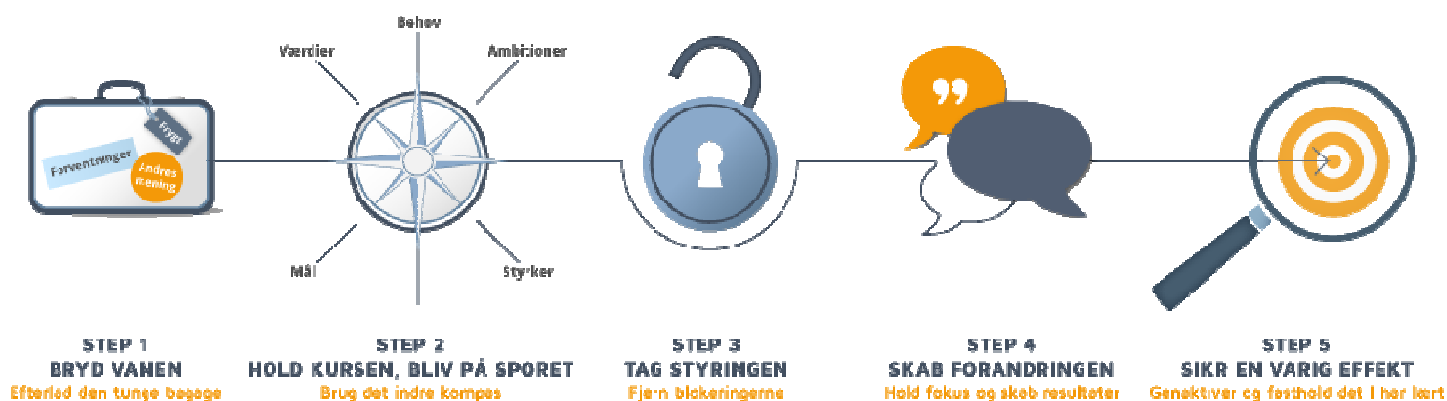 Frygt
Forventninger
Andres
mening
Behov
Værdier
Ambitioner
Mål
Styrker
STEP 1
BRYD VANEN
Efterlad den tunge bagage
STEP 2
HOLD KURSEN, BLIV PÅ SPORET
Brug det indre kompas
STEP 3
TAG STYRINGEN
Fjern blokeringerne
STEP 4
SKAB FORANDRINGEN
Hold fokus og skab resultater
STEP 5
SIKR EN VARIG EFFEKT
Genaktiver og fasthold det I har lært